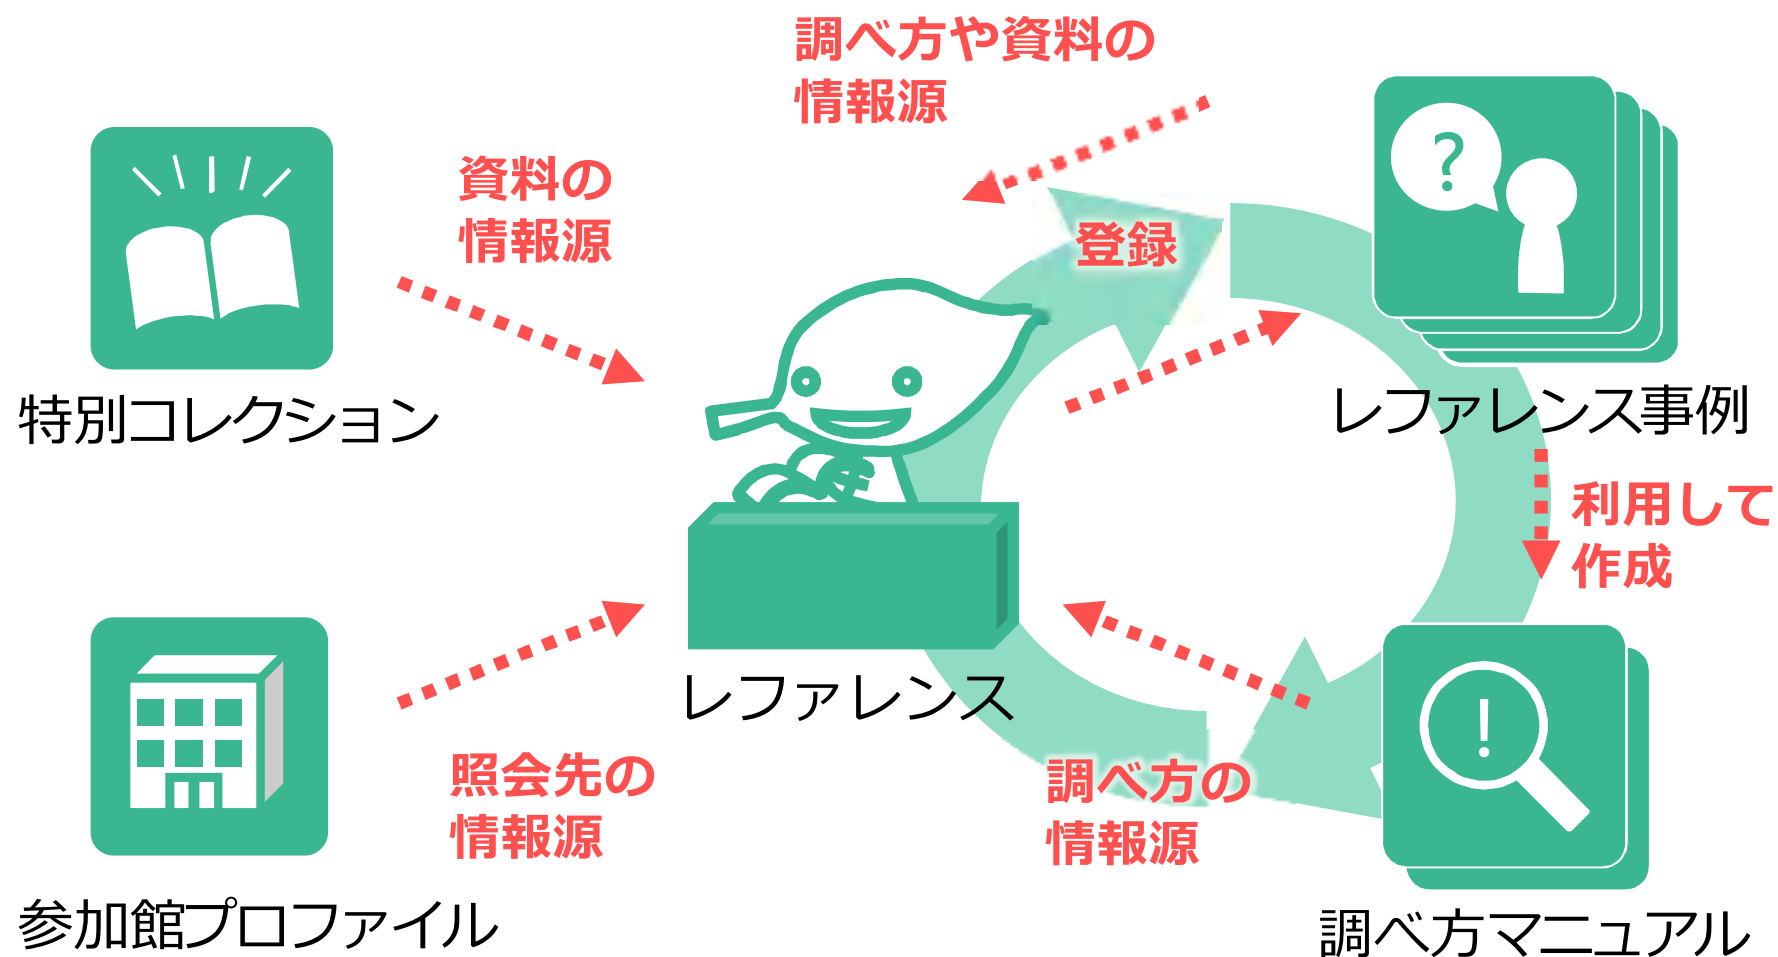 調べ方や資料の
情報源
資料の
情報源
登録
?
特別コレクション
レファレンス事例
利用して
作成
レファレンス
!
照会先の
情報源
調べ方の
情報源
参加館プロファイル
調べ方マニュアル